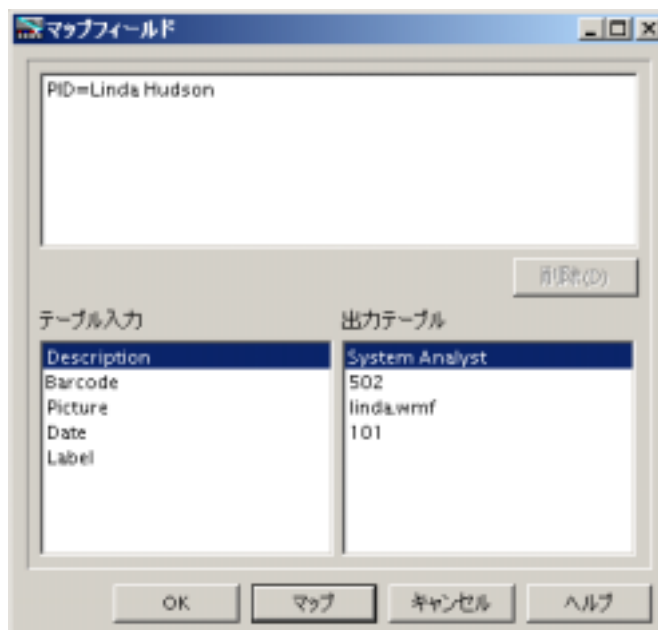 マップフィールド
PID=Linda Hudson
削除(D)
テーブル入力
出力テーブル
Description
System Analyst
Barcode
502
Picture
linda.wmf
Date
101
Label
OK
マップ
キャンセル
ヘルプ